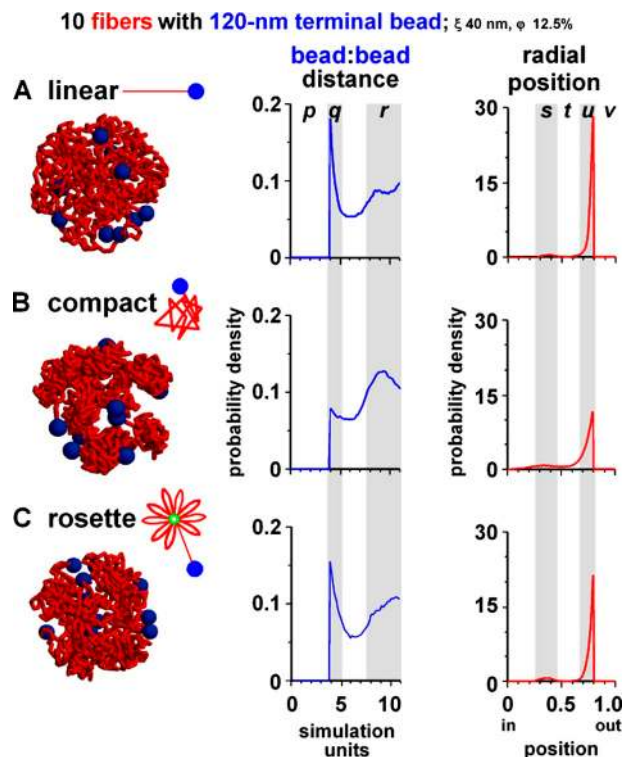 10 fibers with 120-nm terminal bead; ξ 40 nm, φ 12.5%
bead:bead
distance
radial
position
A linear
0.2
0.1
0
p q r
30
15
0
s t u v
B compact
probability density
0.2
0.1
0
probability density
30
15
0
C rosette
0.2
0.1
0
0 5 10
simulation
units
30
15
0
0 0.5 1.0
in out
position